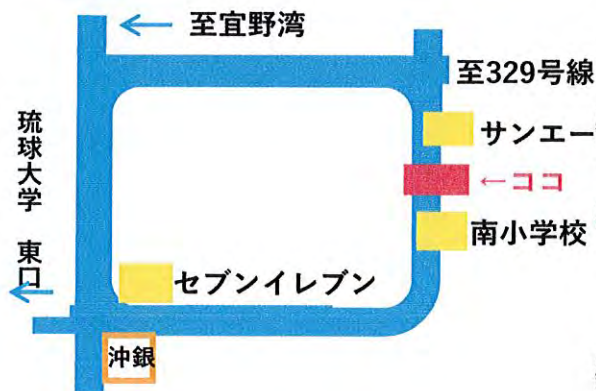 ← 至宜野湾
至329号線
サンエー
←ココ
南小学校
琉球大学 東口
←
セブンイレブン
沖銀